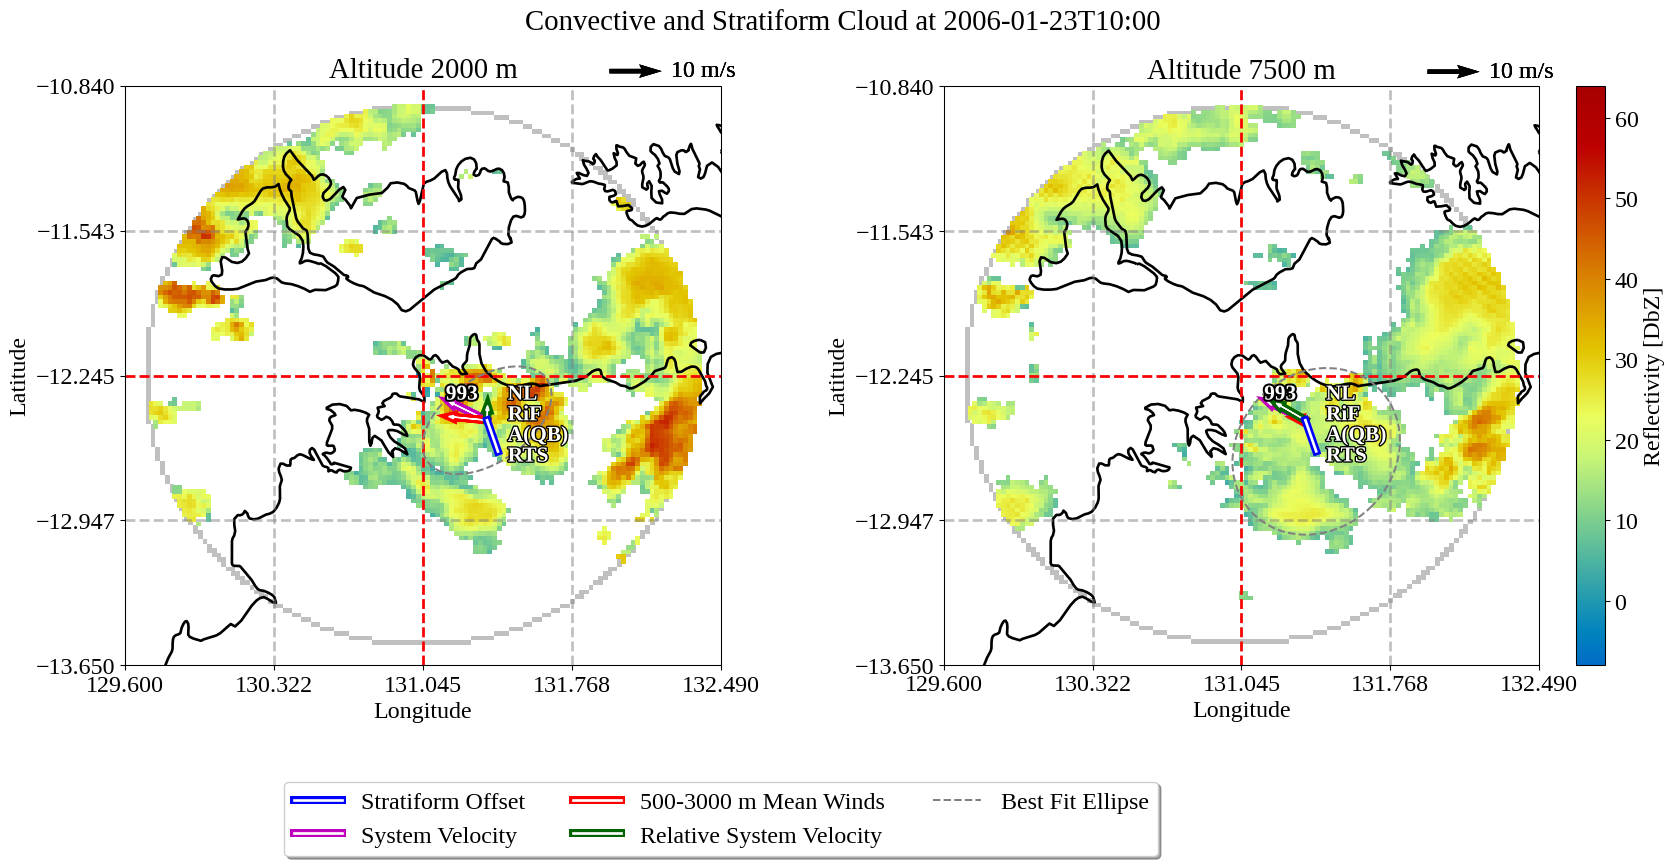 Convective and Stratiform Cloud at 2006-01-23T10:00
Altitude 2000 m
10 m/s
−10.840
−11.543
−12.245
−12.947
−13.650
129.600
130.322
131.045
131.768
132.490
Latitude
Longitude
993
NL
RiF
A(QB)
RTS
Altitude 7500 m
10 m/s
−10.840
−11.543
−12.245
−12.947
−13.650
129.600
130.322
131.045
131.768
132.490
Latitude
Longitude
993
NL
RiF
A(QB)
RTS
60
50
40
30
20
10
0
Reflectivity [DbZ]
Stratiform Offset
System Velocity
500-3000 m Mean Winds
Relative System Velocity
Best Fit Ellipse